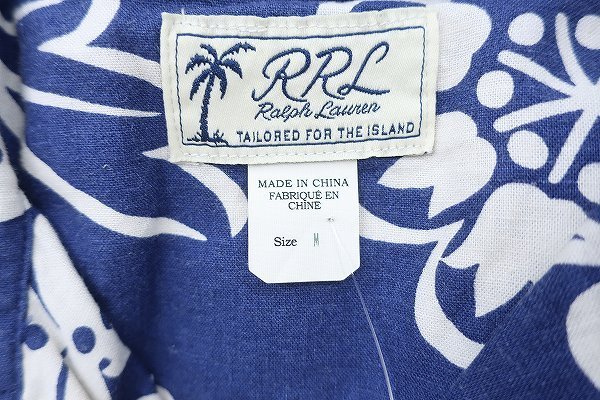 RRL
Ralph Lauren
TAILORED FOR THE ISLAND
MADE IN CHINA
FABRIQUÉ EN
CHINE
Size M